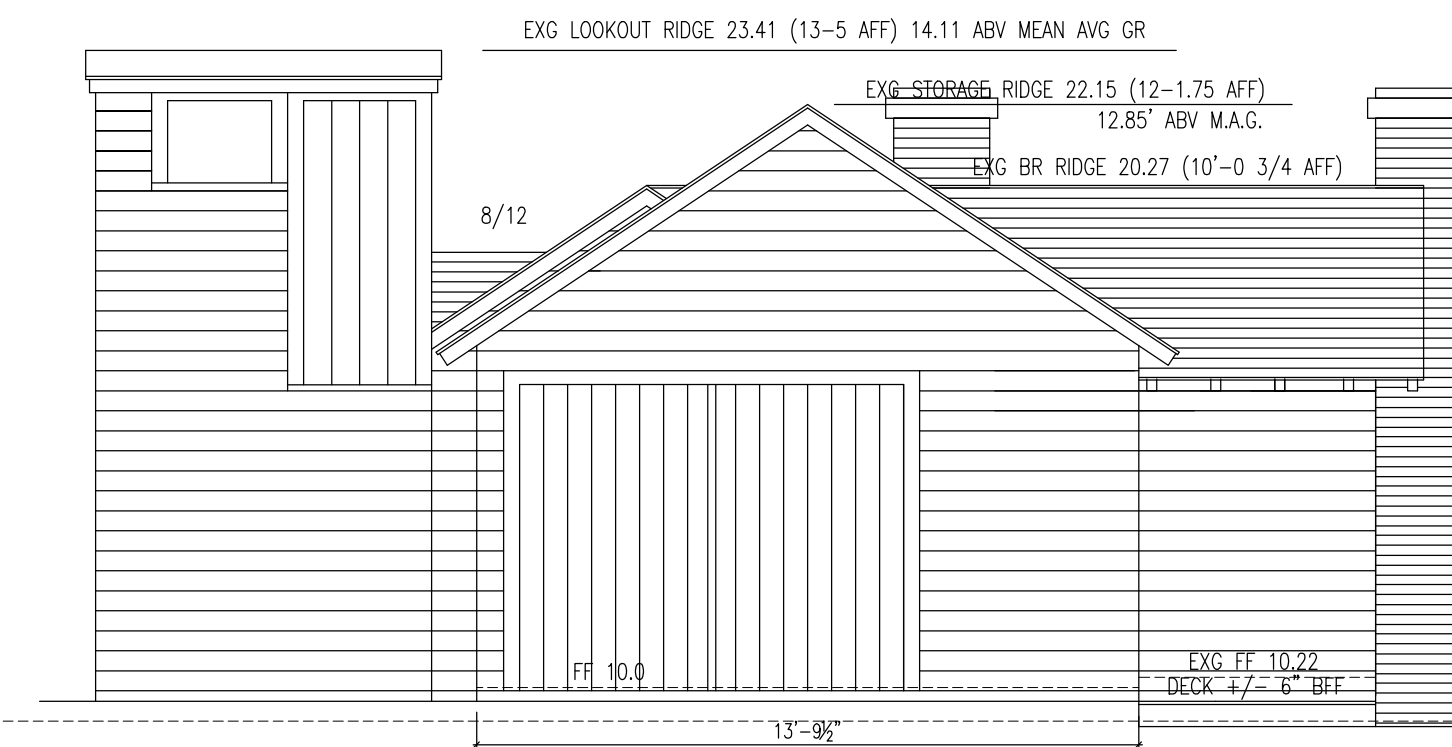 EXG LOOKOUT RIDGE 23.41 (13-5 AFF) 14.11 ABV MEAN AVG GR
EXG STORAGE RIDGE 22.15 (12-1.75 AFF)
12.85' ABV M.A.G.
EXG BR RIDGE 20.27 (10'-0 3/4 AFF)
8/12
FF 10.0
EXG FF 10.22
DECK +/- 6" BFF
13'-9½"